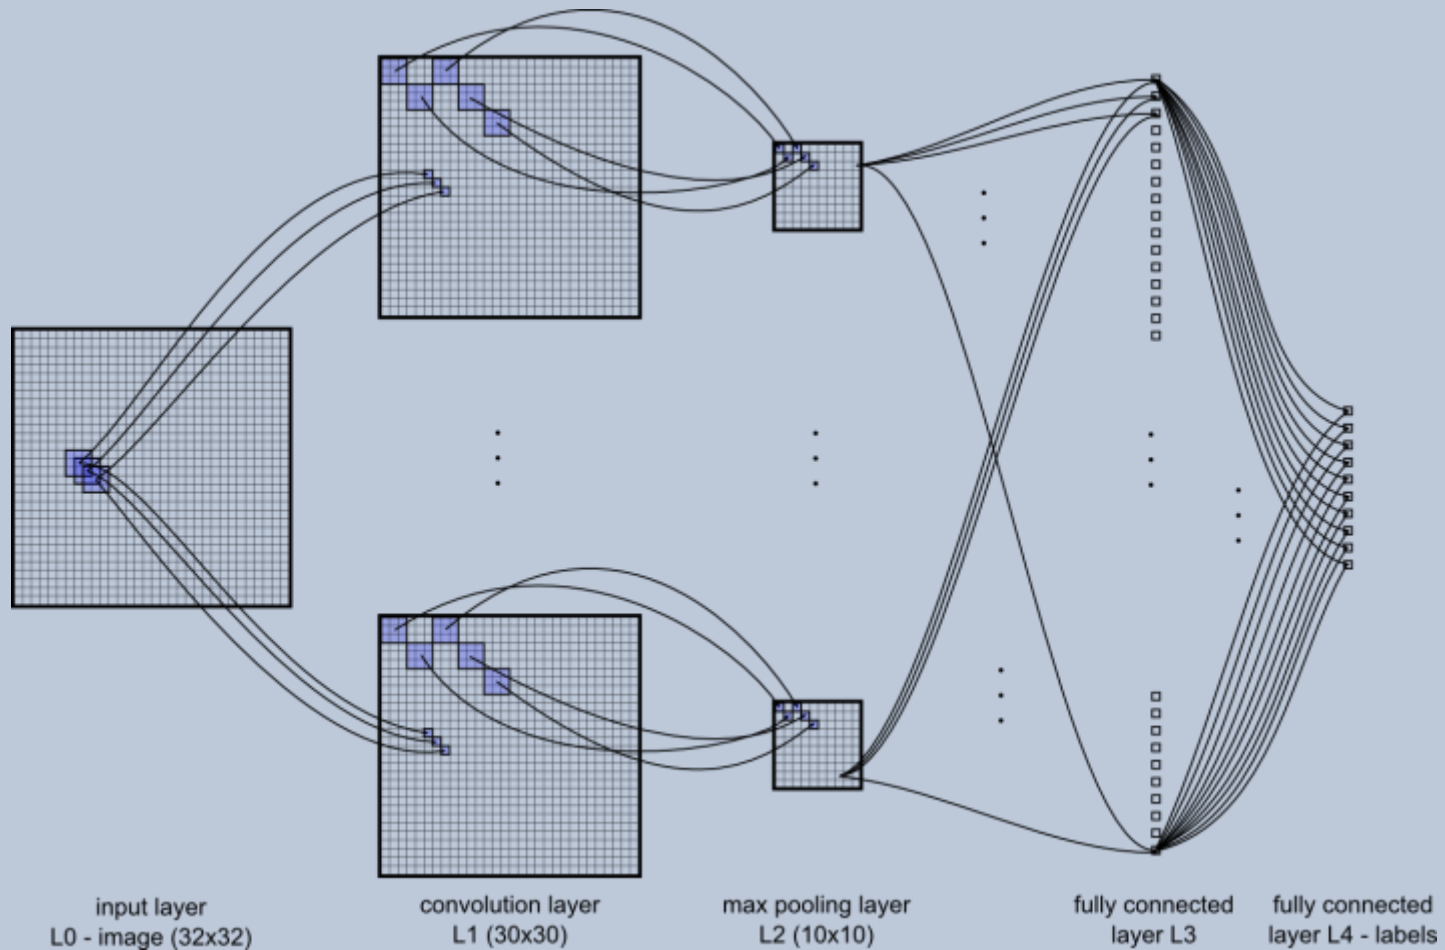 input layer
L0 - image (32x32)
convolution layer
L1 (30x30)
max pooling layer
L2 (10x10)
fully connected
layer L3
fully connected
layer L4 - labels